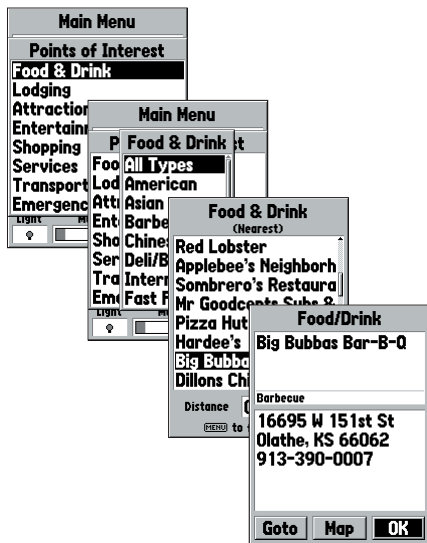 Main Menu
Points of Interest
Food & Drink
Lodging
Attraction
Entertain
Shopping
Services
Transport
Emergenc
Light
Main Menu
Food & Drink
All Types
American
Asian
Barbe
Chines
Deli/B
Intern
Fast F
Food & Drink
(Nearest)
Red Lobster
Applebee's Neighborh
Sombrero's Restaura
Mr Goodcents Subs &
Pizza Hut
Hardee's
Big Bubba
Dillons Chi
Distance
MENU to
Food/Drink
Big Bubbas Bar-B-Q
Barbecue
16695 W 151st St
Olathe, KS 66062
913-390-0007
Goto Map OK